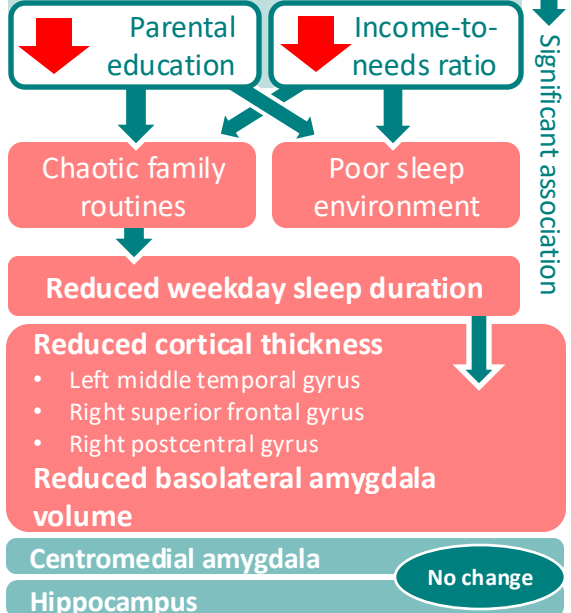 Parental
education
Income-to-
needs ratio
Significant association
Chaotic family
routines
Poor sleep
environment
Reduced weekday sleep duration
Reduced cortical thickness
• Left middle temporal gyrus
• Right superior frontal gyrus
• Right postcentral gyrus
Reduced basolateral amygdala
volume
Centromedial amygdala
No change
Hippocampus